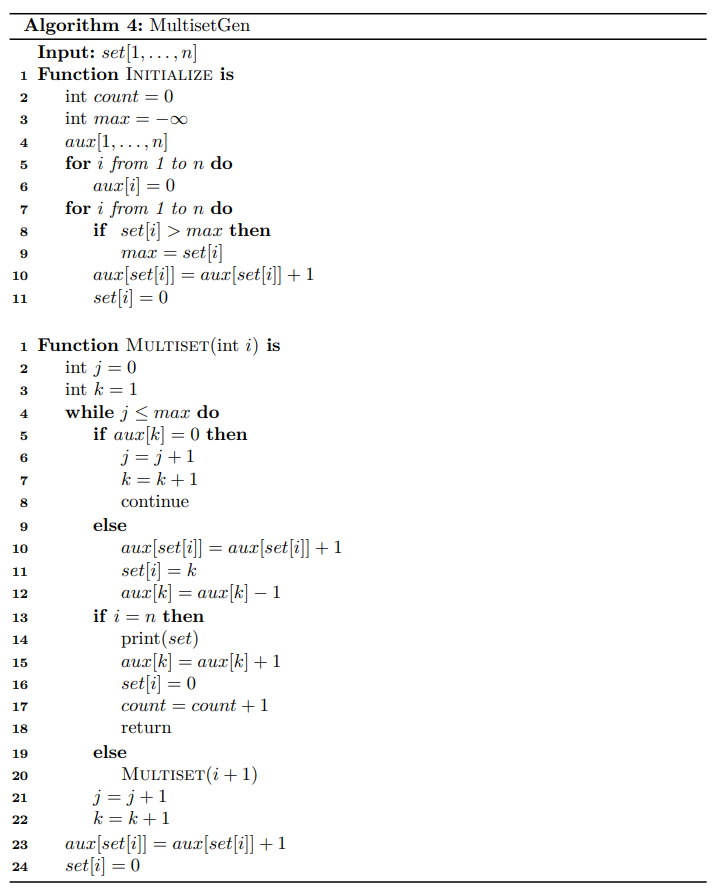 Algorithm 4: MultisetGen
Input: set[1, . . . , n]
1 Function Initialize is
2 int count = 0
3 int max = −∞
4 aux[1, . . . , n]
5 for i from 1 to n do
6 aux[i] = 0
7 for i from 1 to n do
8 if set[i] > max then
9 max = set[i]
10 aux[set[i]] = aux[set[i]] + 1
11 set[i] = 0
1 Function Multiset(int i) is
2 int j = 0
3 int k = 1
4 while j ≤ max do
5 if aux[k] = 0 then
6 j = j + 1
7 k = k + 1
8 continue
9 else
10 aux[set[i]] = aux[set[i]] + 1
11 set[i] = k
12 aux[k] = aux[k] − 1
13 if i = n then
14 print(set)
15 aux[k] = aux[k] + 1
16 set[i] = 0
17 count = count + 1
18 return
19 else
20 Multiset(i + 1)
21 j = j + 1
22 k = k + 1
23 aux[set[i]] = aux[set[i]] + 1
24 set[i] = 0